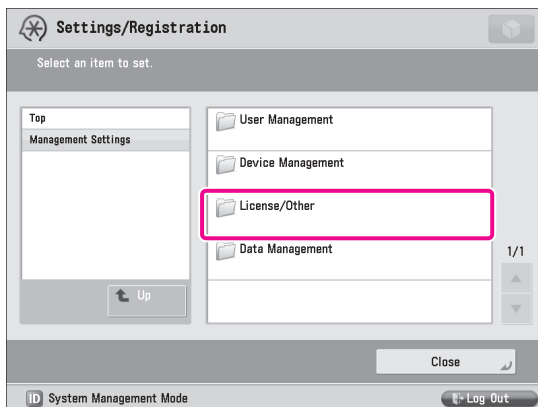 Settings/Registration
Select an item to set.
Top
Management Settings
Up
User Management
Device Management
License/Other
Data Management
1/1
Close
ID System Management Mode
Log Out